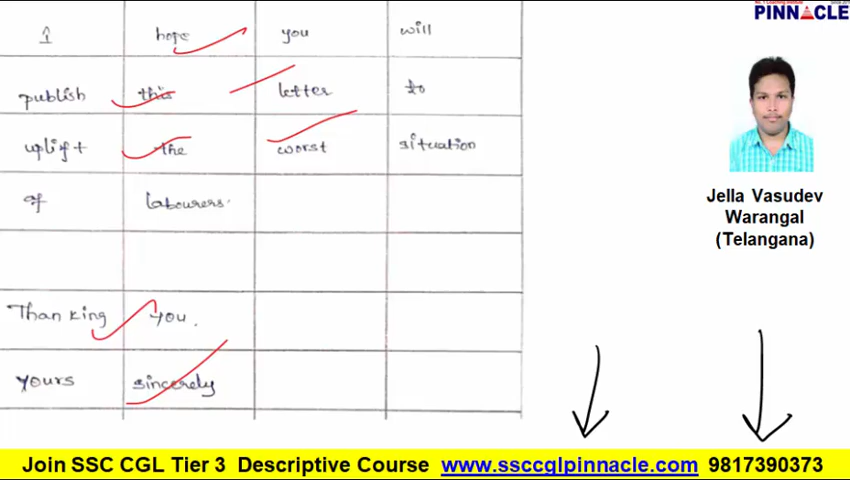 PINNACLE
I hope you will
publish this letter to
uplift the worst situation
of labourers.
Thanking you.
yours sincerely
Jella Vasudev
Warangal
(Telangana)
Join SSC CGL Tier 3 Descriptive Course www.ssccglpinnacle.com 9817390373